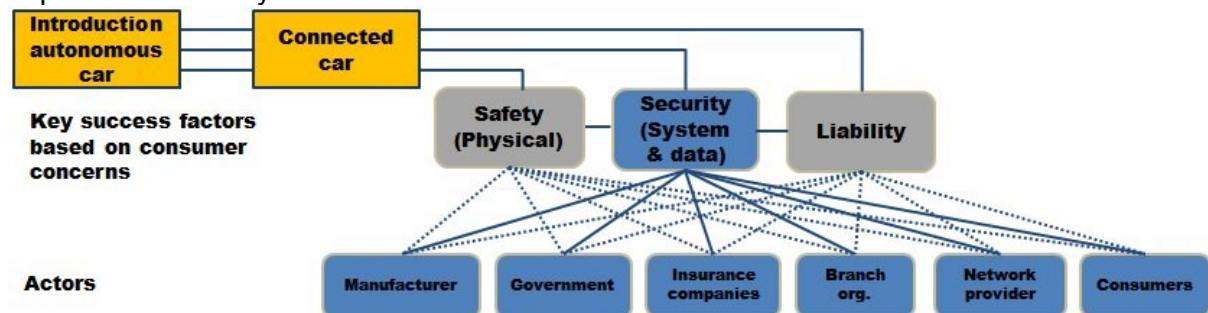 Introduction
autonomous
car
Connected
car
Key success factors
based on consumer
concerns
Safety
(Physical)
Security
(System
& data)
Liability
Actors
Manufacturer
Government
Insurance
companies
Branch
org.
Network
provider
Consumers